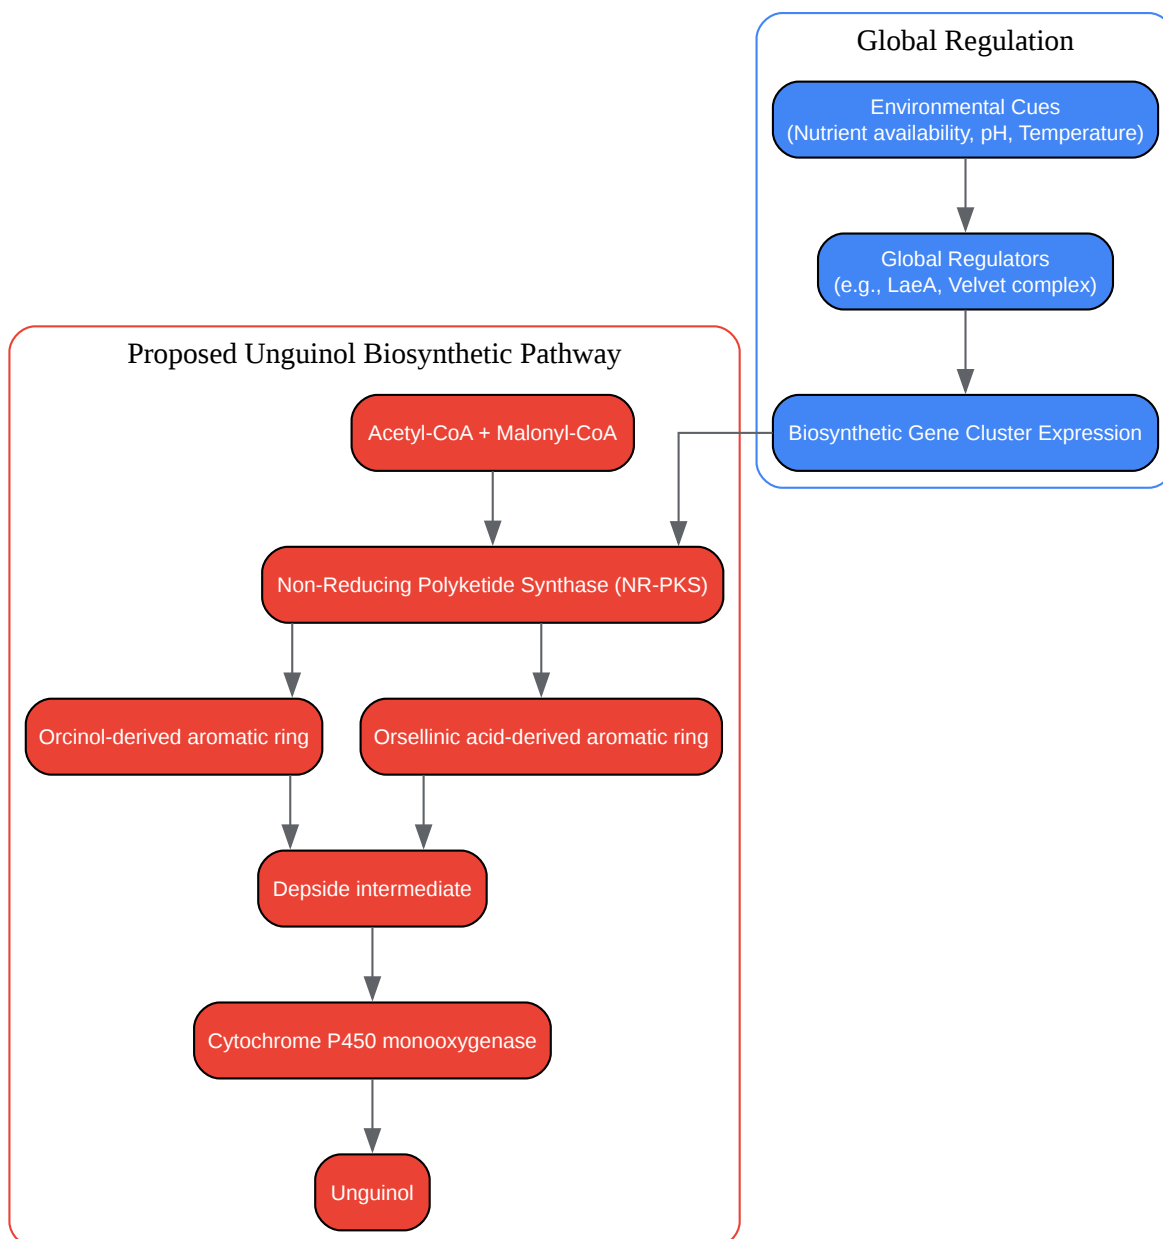 Global Regulation
Environmental Cues
(Nutrient availability, pH, Temperature)
Global Regulators
(e.g., LaeA, Velvet complex)
Biosynthetic Gene Cluster Expression
Proposed Unguinol Biosynthetic Pathway
Acetyl-CoA + Malonyl-CoA
Non-Reducing Polyketide Synthase (NR-PKS)
Orcinol-derived aromatic ring
Orsellinic acid-derived aromatic ring
Depside intermediate
Cytochrome P450 monooxygenase
Unguinol